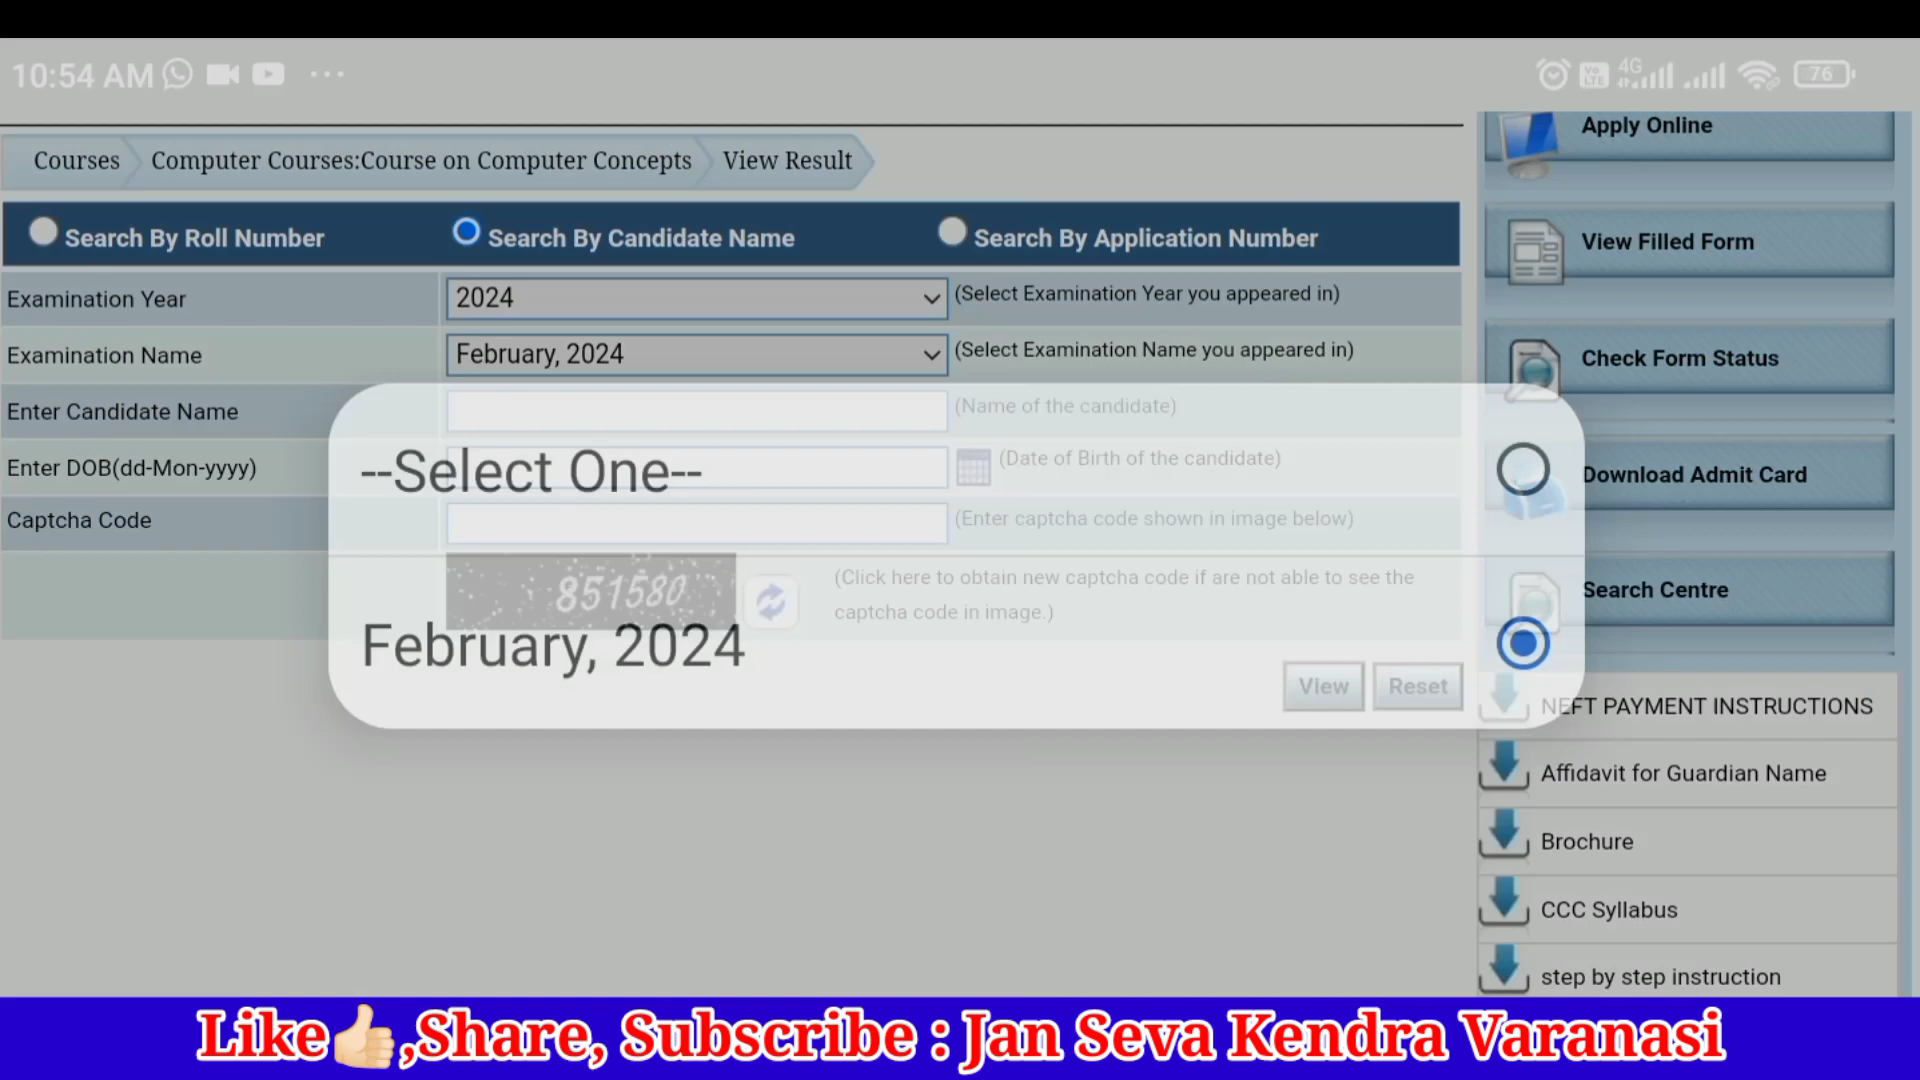 10:54 AM
4G
Vo LTE
76
Courses
Computer Courses:Course on Computer Concepts
View Result
Search By Roll Number
Search By Candidate Name
Search By Application Number
Examination Year
2024
(Select Examination Year you appeared in)
Examination Name
February, 2024
(Select Examination Name you appeared in)
Enter Candidate Name
(Name of the candidate)
Enter DOB(dd-Mon-yyyy)
(Date of Birth of the candidate)
Captcha Code
(Enter captcha code shown in image below)
851580
(Click here to obtain new captcha code if are not able to see the
captcha code in image.)
View
Reset
--Select One--
February, 2024
Apply Online
View Filled Form
Check Form Status
Download Admit Card
Search Centre
NEFT PAYMENT INSTRUCTIONS
Affidavit for Guardian Name
Brochure
CCC Syllabus
step by step instruction
Like👍🏻,Share, Subscribe : Jan Seva Kendra Varanasi